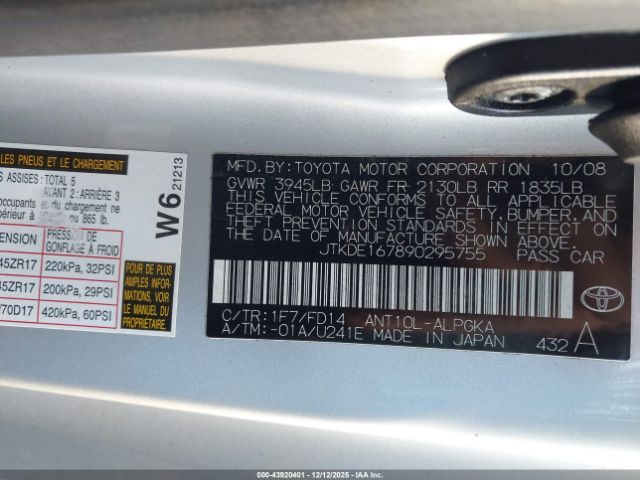 LES PNEUS ET LE CHARGEMENT
ASSISES: TOTAL 5
AVANT 2: ARRIÈRE 3
occupants et du chargement ne
ou 865 lb.
PRESSION DE
GONFLAGE À FROID
45ZR17 220kPa, 32PSI
45ZR17 200kPa, 29PSI
70D17 420kPa, 60PSI
POUR PLUS
D'AMPLES
INFORMATIONS,
VOIR LE
MANUEL DU
PROPRIÉTAIRE
W6 21213
MFD.BY:TOYOTA MOTOR CORPORATION 10/08
GVWR 3945LB GAWR FR 2130LB RR 1835LB
THIS VEHICLE CONFORMS TO ALL APPLICABLE
FEDERAL MOTOR VEHICLE SAFETY,BUMPER,AND
THEFT PREVENTION STANDARDS IN EFFECT ON
THE DATE OF MANUFACTURE SHOWN ABOVE.
JTKDE167890295755 PASS CAR
C/TR:1F7/FD14 ANT10L-ALPGKA
A/TM:-01A/U241E MADE IN JAPAN
432 A
TOYOTA
000-43920401 - 12/12/2025 - IAAI.COM